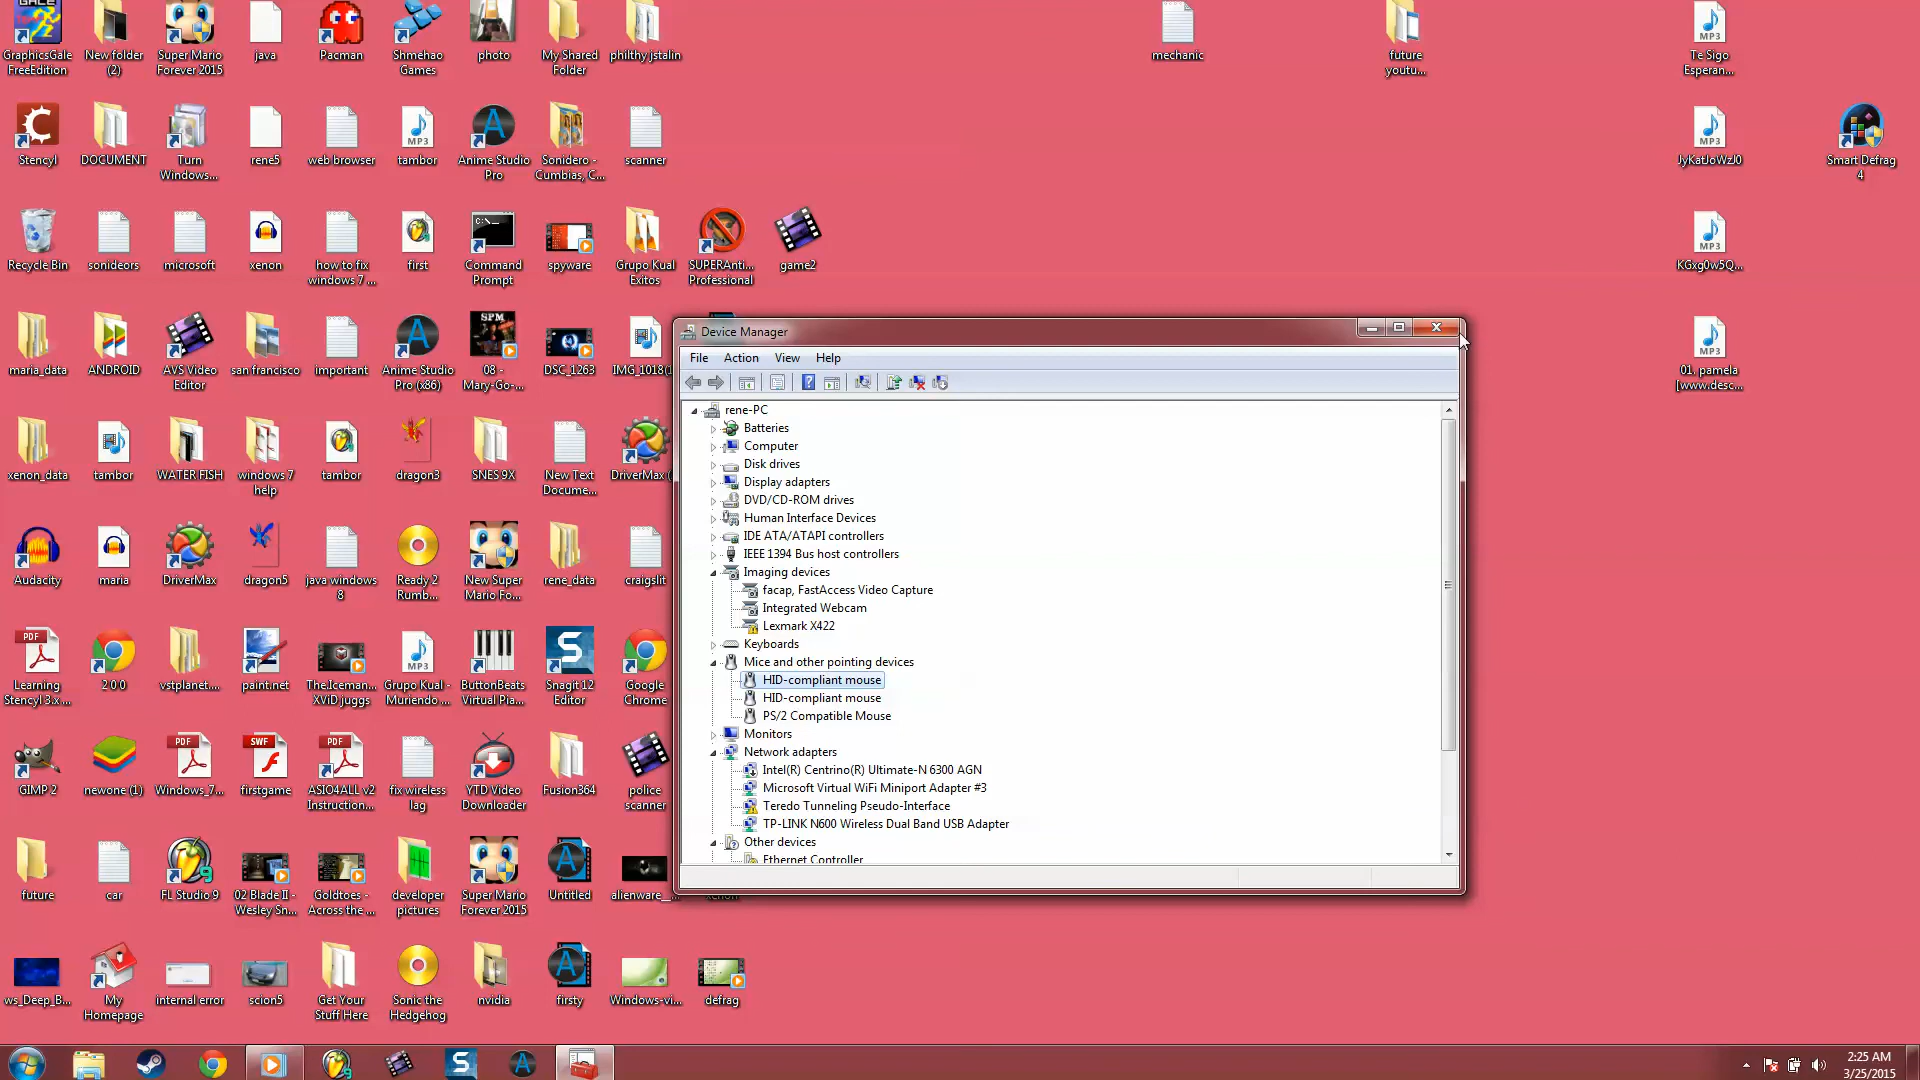 GraphicsGale
FreeEdition
New folder
(2)
Super Mario
Forever 2015
java
Pacman
Shmehao
Games
photo
My Shared
Folder
philthy jstalin
mechanic
future
youtu...
MP3
Te Sigo
Esperan...
Stencyl
DOCUMENT
Turn
Windows...
rene5
web browser
MP3
tambor
Anime Studio
Pro
Sonidero -
Cumbias, C...
scanner
MP3
JyKatJoWzJ0
Smart Defrag
4
Recycle Bin
sonideors
microsoft
xenon
how to fix
windows 7 ...
first
Command
Prompt
spyware
Grupo Kual
Exitos
SUPERAnti...
Professional
game2
MP3
KGxg0w5Q...
maria_data
ANDROID
AVS Video
Editor
san francisco
important
Anime Studio
Pro (x86)
SPM
08 -
Mary-Go-...
DSC_1263
IMG_1018(1
MP3
01. pamela
[www.desc...
Device Manager
File Action View Help
rene-PC
Batteries
Computer
Disk drives
Display adapters
DVD/CD-ROM drives
Human Interface Devices
IDE ATA/ATAPI controllers
IEEE 1394 Bus host controllers
Imaging devices
facap, FastAccess Video Capture
Integrated Webcam
Lexmark X422
Keyboards
Mice and other pointing devices
HID-compliant mouse
HID-compliant mouse
PS/2 Compatible Mouse
Monitors
Network adapters
Intel(R) Centrino(R) Ultimate-N 6300 AGN
Microsoft Virtual WiFi Miniport Adapter #3
Teredo Tunneling Pseudo-Interface
TP-LINK N600 Wireless Dual Band USB Adapter
Other devices
Ethernet Controller
xenon_data
tambor
WATER FISH
windows 7
help
tambor
dragon3
SNES 9X
New Text
Docume...
DriverMax (
Audacity
maria
DriverMax
dragon5
java windows
8
Ready 2
Rumb...
New Super
Mario Fo...
rene_data
craigslit
PDF
Learning
Stencyl 3.x ...
2 0 0
vstplanet....
paint.net
The.Iceman...
XViD juggs
MP3
Grupo Kual -
Muriendo ...
ButtonBeats
Virtual Pia...
Snagit 12
Editor
Google
Chrome
GIMP 2
newone (1)
PDF
Windows_7...
SWF
firstgame
PDF
ASIO4ALL v2
Instruction...
fix wireless
lag
YTD Video
Downloader
Fusion364
police
scanner
future
car
FL Studio 9
02 Blade II -
Wesley Sn...
Goldtoes -
Across the ...
developer
pictures
Super Mario
Forever 2015
Untitled
alienware_...
ws_Deep_B...
My
Homepage
internal error
scion5
Get Your
Stuff Here
Sonic the
Hedgehog
nvidia
firsty
Windows-vi...
defrag
2:25 AM
3/25/2015